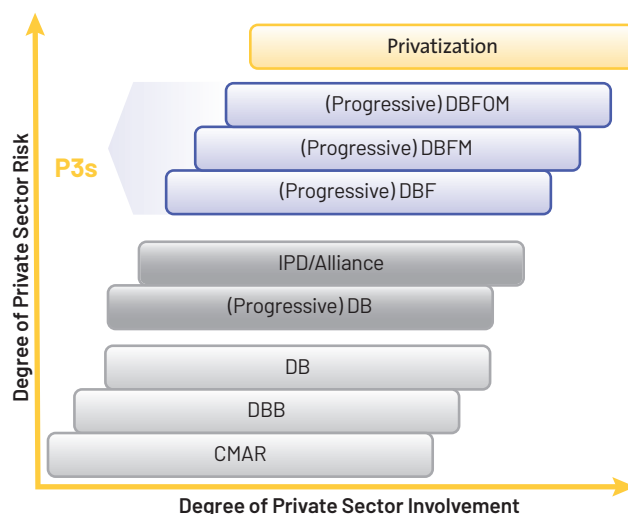 Privatization
(Progressive) DBFOM
(Progressive) DBFM
P3s
(Progressive) DBF
IPD/Alliance
(Progressive) DB
DB
DBB
CMAR
Degree of Private Sector Risk
Degree of Private Sector Involvement